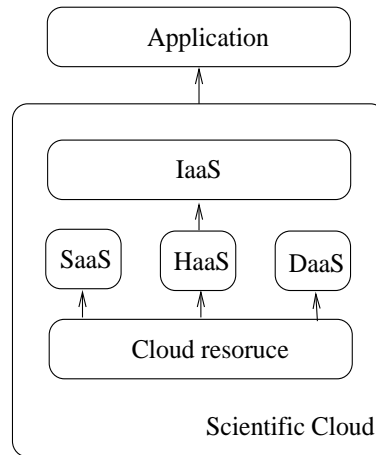 Application
IaaS
SaaS
HaaS
DaaS
Cloud resoruce
Scientific Cloud